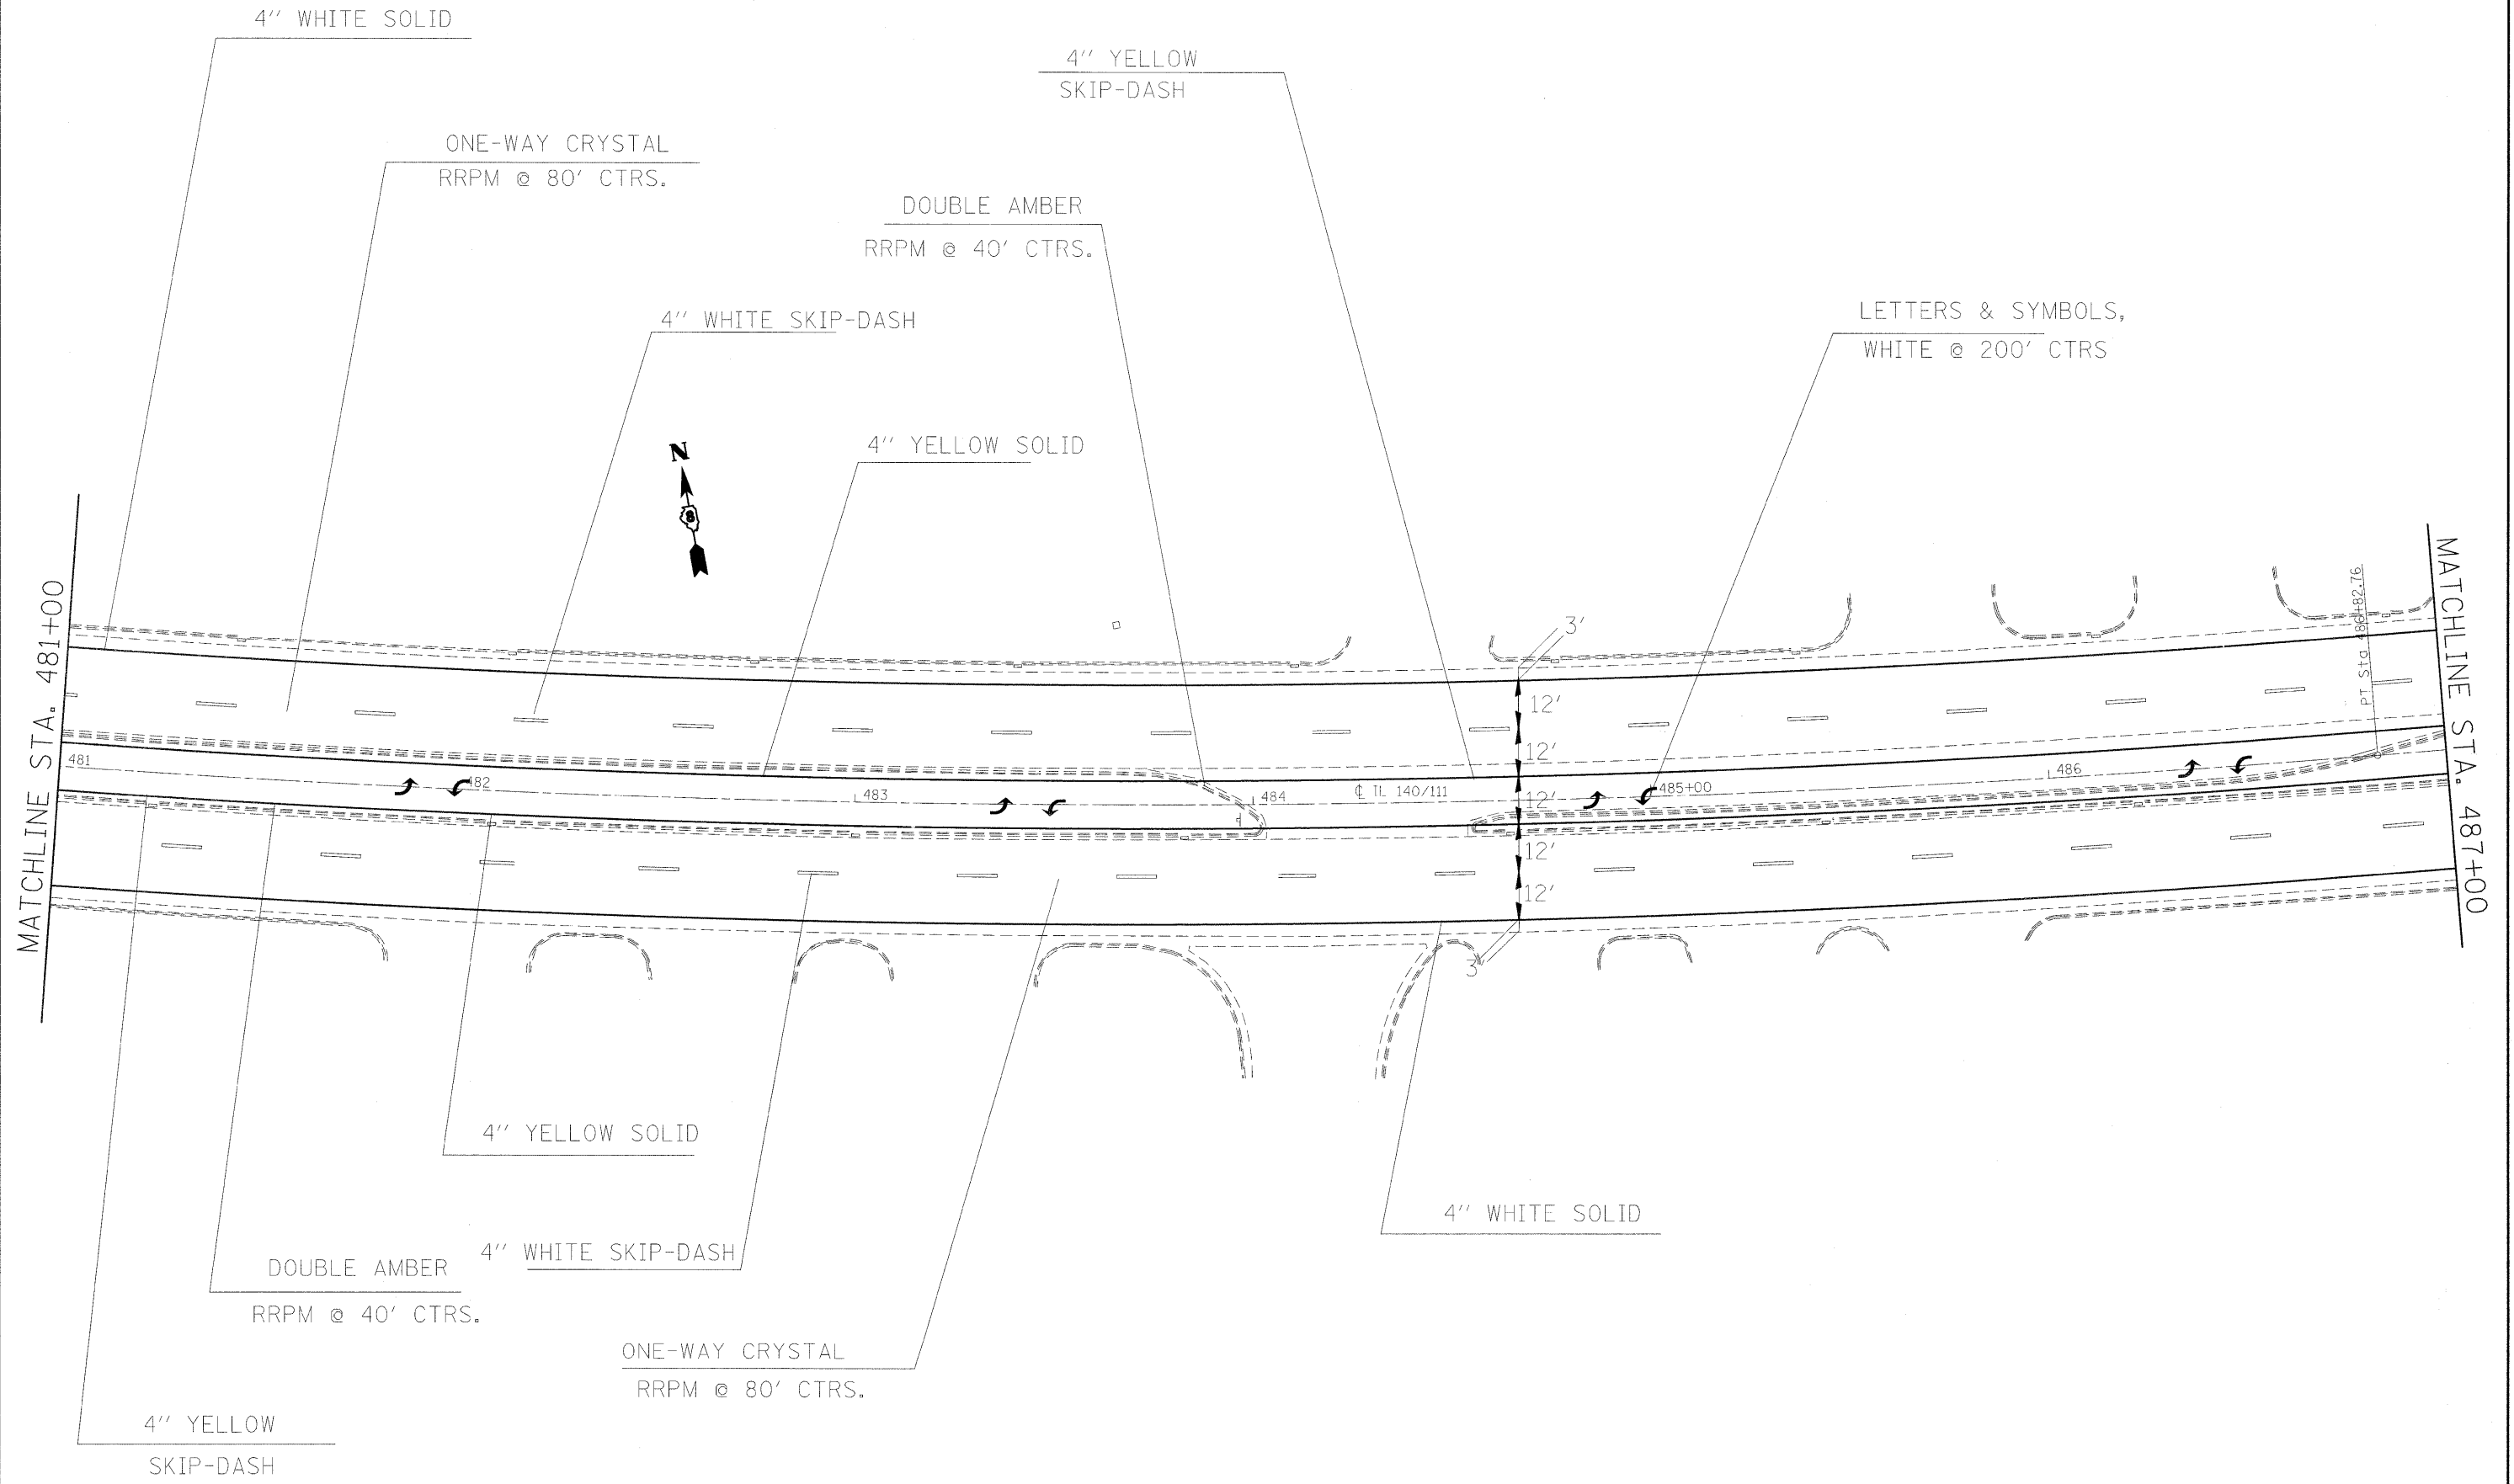 4'' WHITE SOLID
4'' YELLOW
SKIP-DASH
ONE-WAY CRYSTAL
RRPM @ 80' CTRS.
DOUBLE AMBER
RRPM @ 40' CTRS.
4'' WHITE SKIP-DASH
LETTERS & SYMBOLS,
WHITE @ 200' CTRS
4'' YELLOW SOLID
N
8
MATCHLINE STA. 481+00
MATCHLINE STA. 487+00
PT Sta 486+82.76
3'
12'
12'
12'
12'
12'
3'
481
482
483
484
℄ IL 140/111
485+00
486
4'' YELLOW SOLID
4'' WHITE SOLID
4'' WHITE SKIP-DASH
DOUBLE AMBER
RRPM @ 40' CTRS.
ONE-WAY CRYSTAL
RRPM @ 80' CTRS.
4'' YELLOW
SKIP-DASH